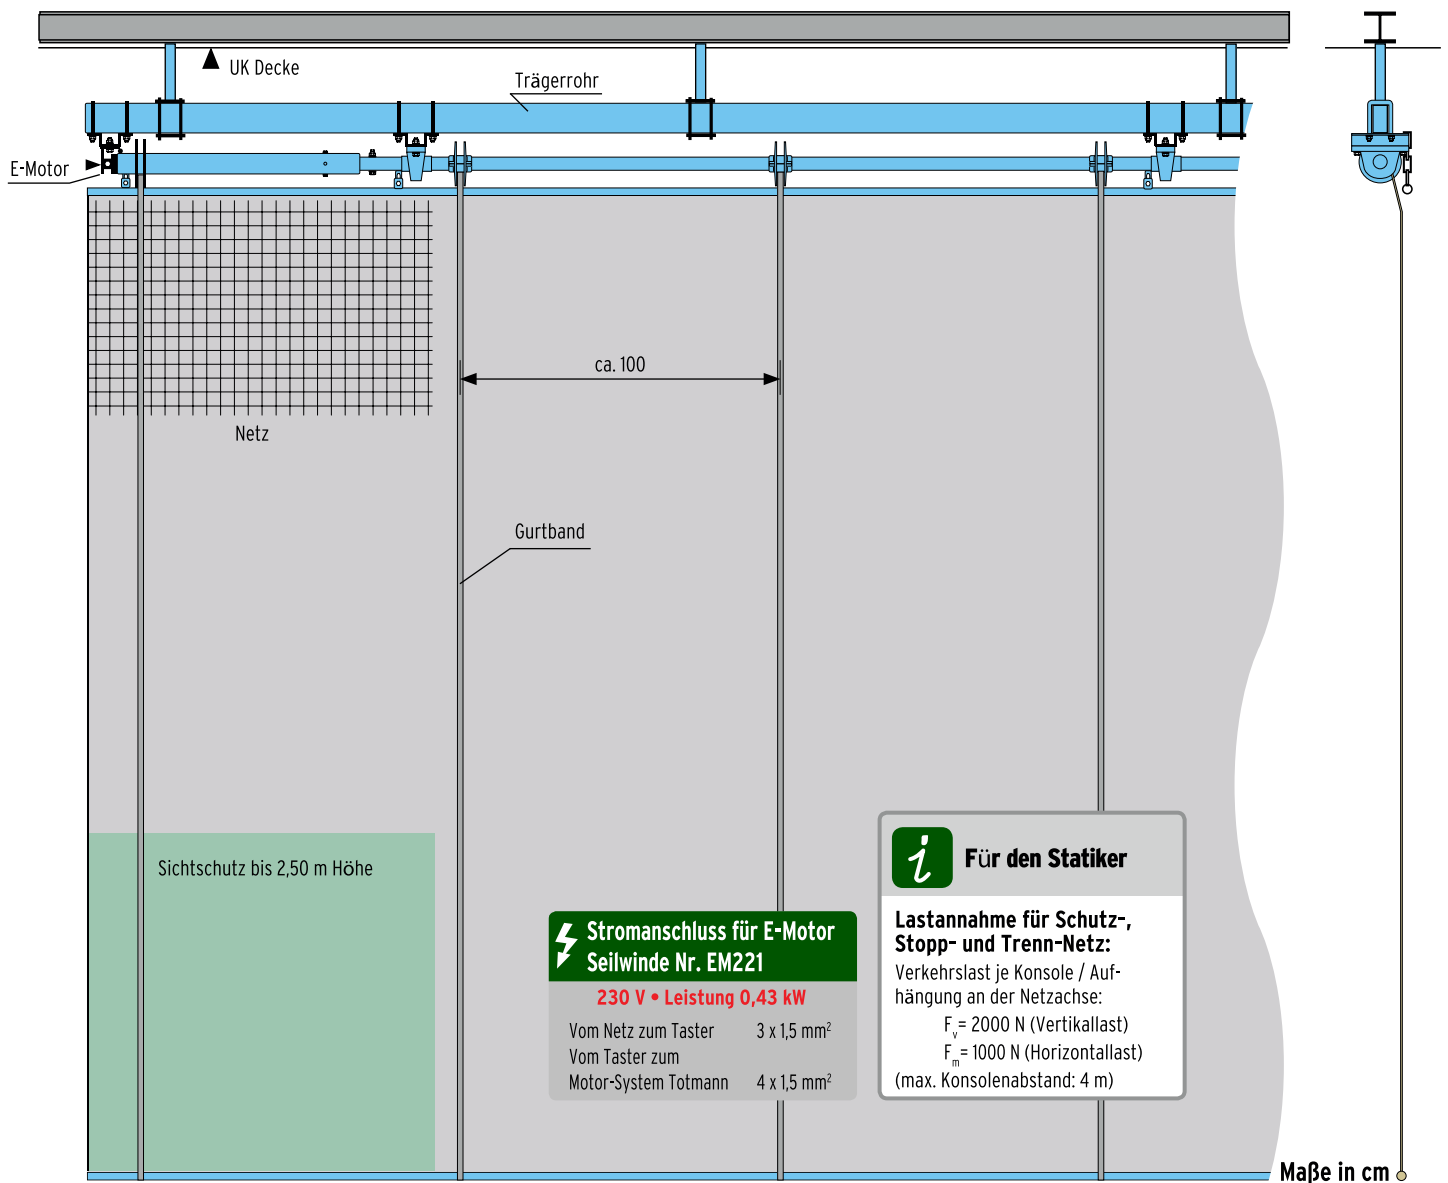 UK Decke
Trägerrohr
E-Motor
ca. 100
Netz
Gurtband
Sichtschutz bis 2,50 m Höhe
Stromanschluss für E-Motor
Seilwinde Nr. EM221
230 V • Leistung 0,43 kW
Vom Netz zum Taster 3 x 1,5 mm²
Vom Taster zum
Motor-System Totmann 4 x 1,5 mm²
i Für den Statiker
Lastannahme für Schutz-,
Stopp- und Trenn-Netz:
Verkehrslast je Konsole / Auf-
hängung an der Netzachse:
Fv= 2000 N (Vertikallast)
Fm= 1000 N (Horizontallast)
(max. Konsolenabstand: 4 m)
Maße in cm